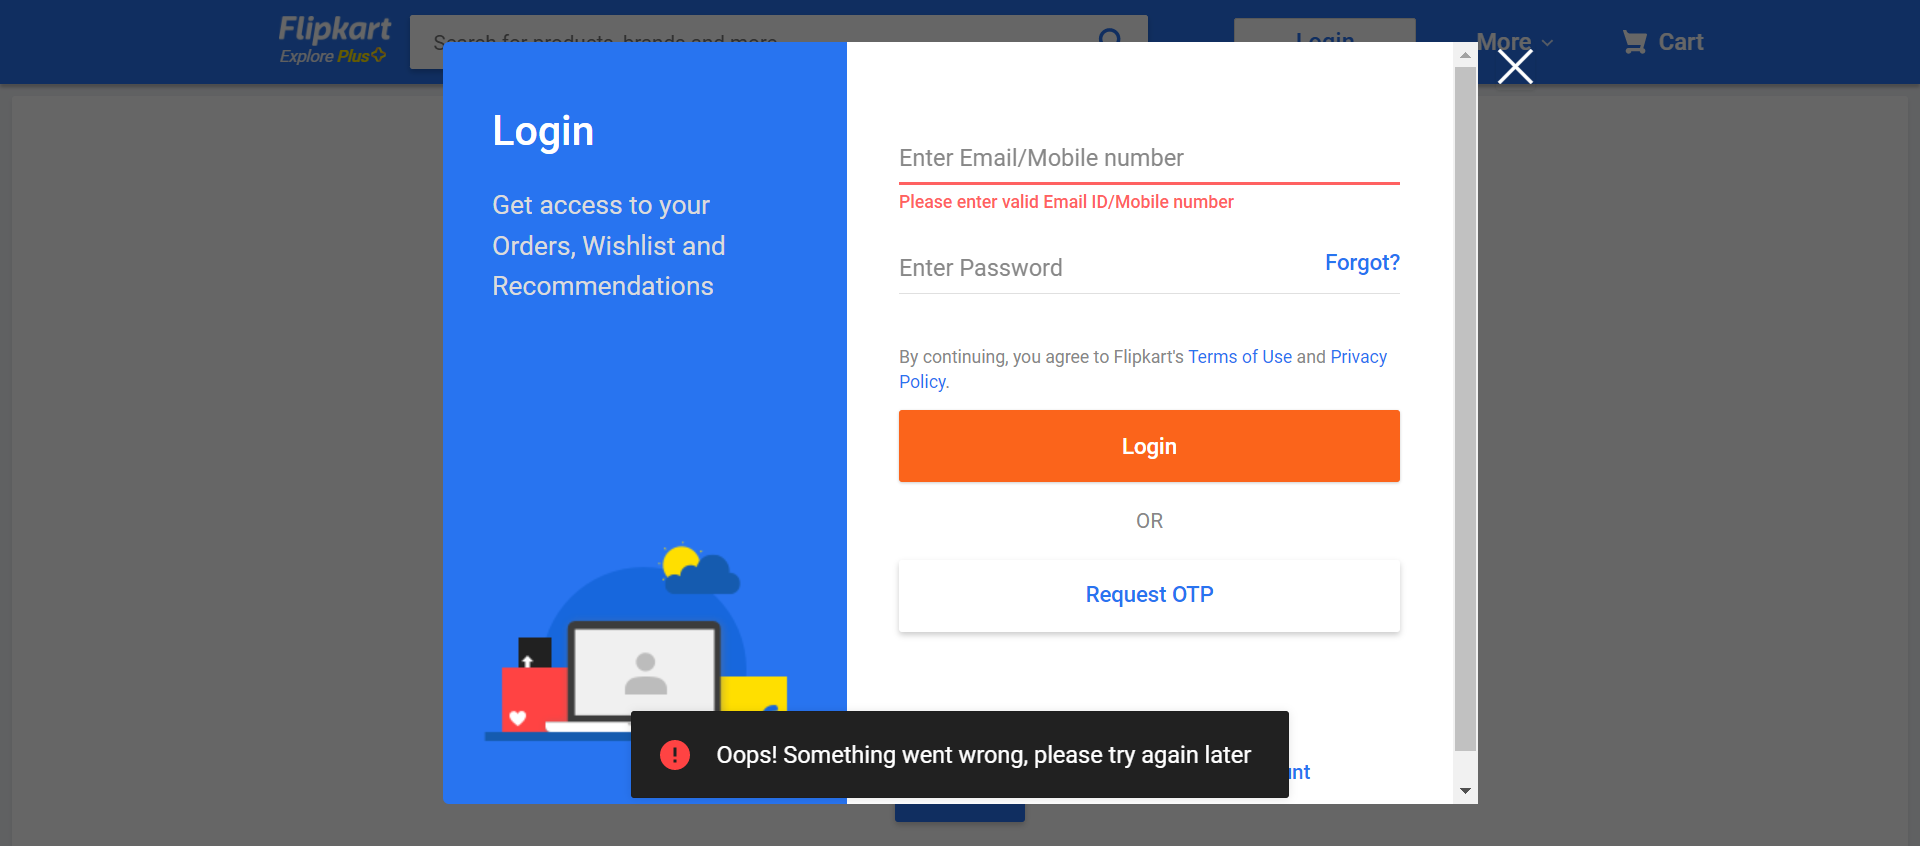 Flipkart
Explore Plus
Search for products, brands and more
Login
More
Cart
Login
Get access to your
Orders, Wishlist and
Recommendations
Enter Email/Mobile number
Please enter valid Email ID/Mobile number
Enter Password
Forgot?
By continuing, you agree to Flipkart's Terms of Use and Privacy
Policy.
Login
OR
Request OTP
Oops! Something went wrong, please try again later